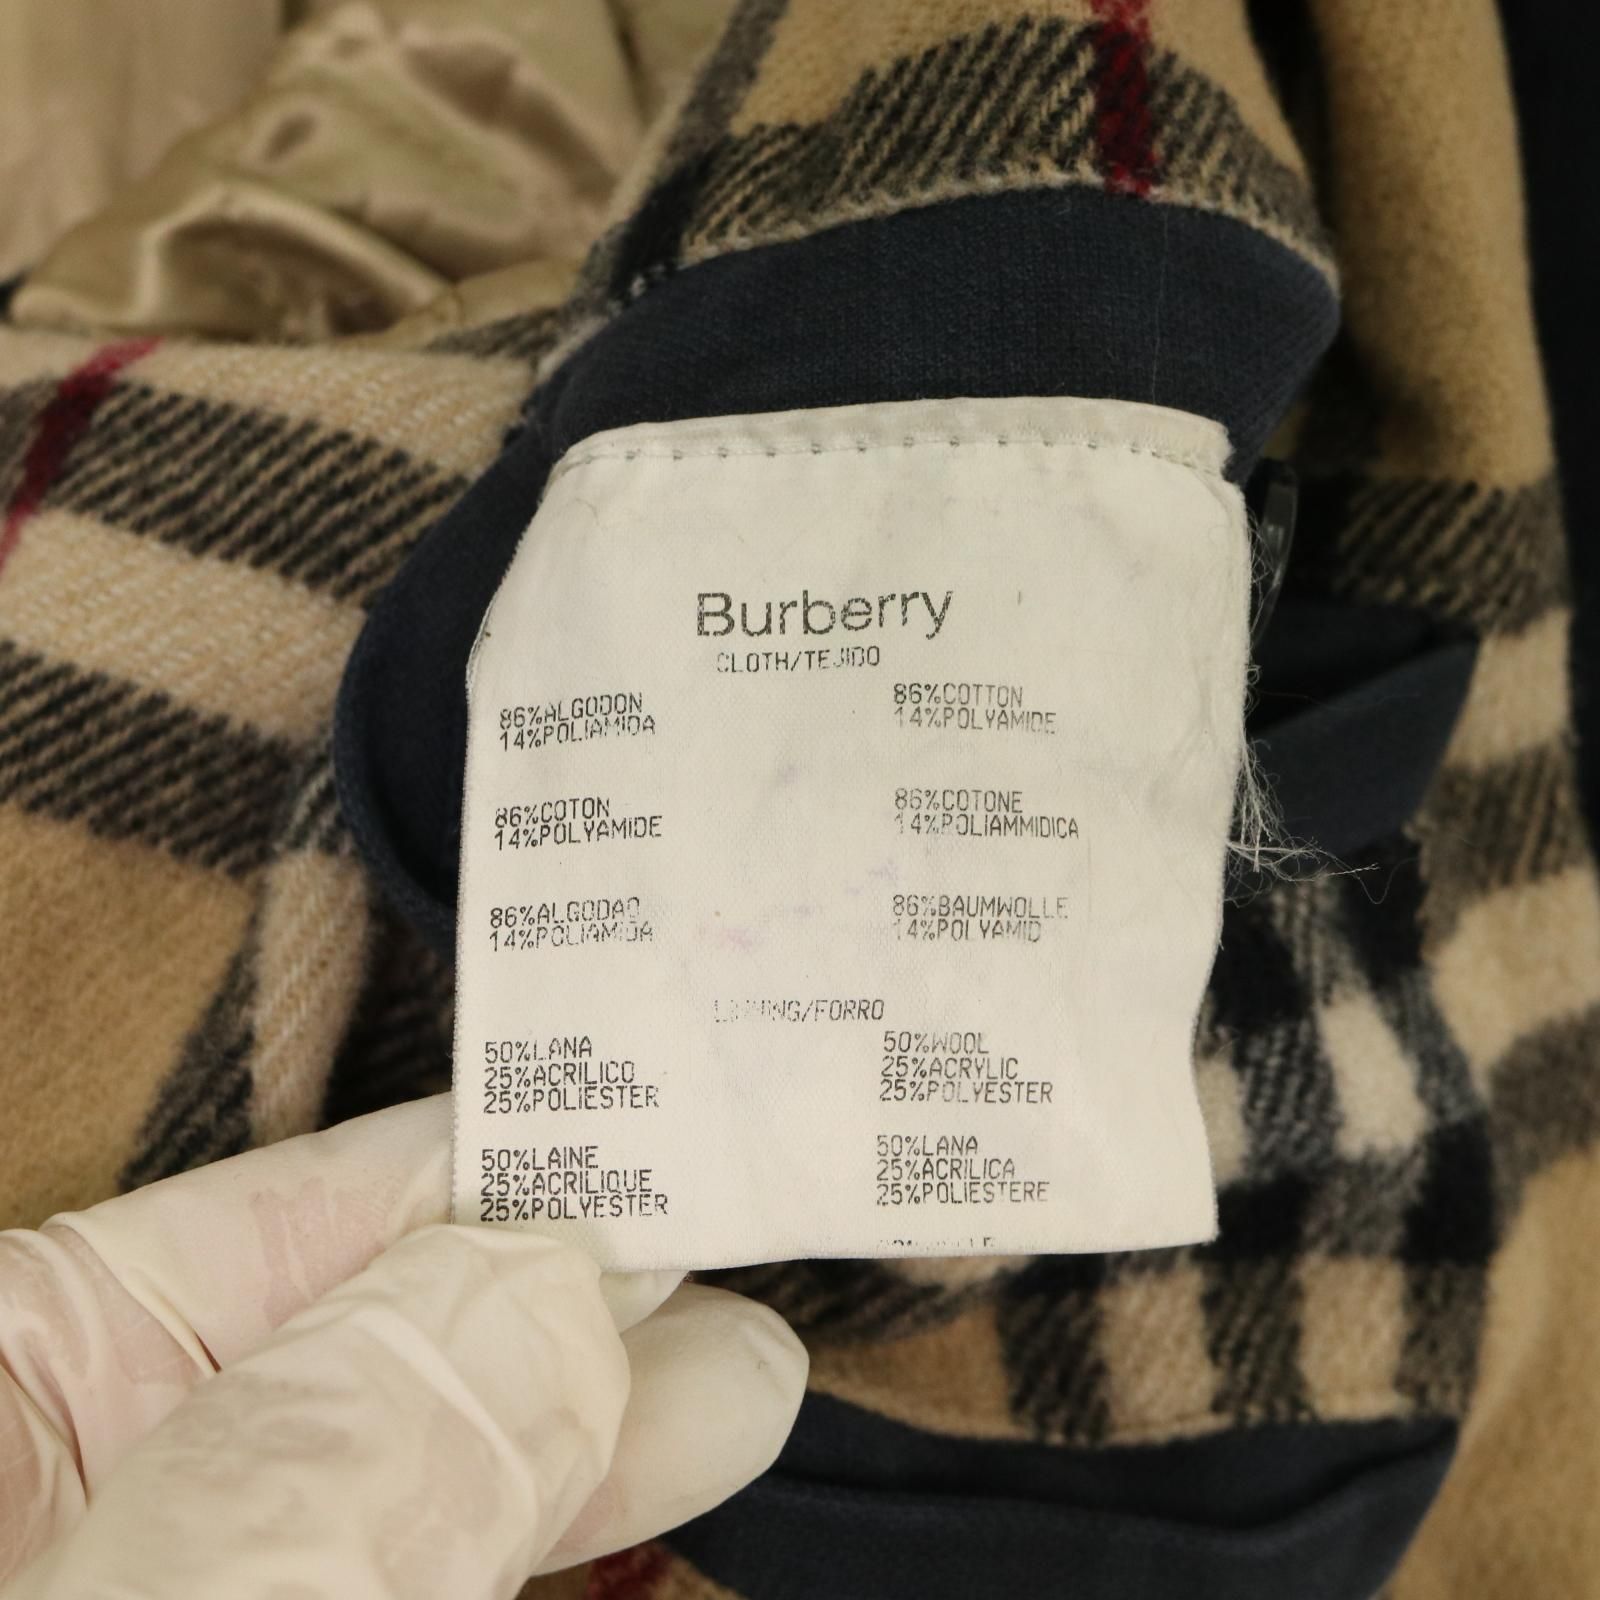 Burberry
CLOTH/TEJIDO
86%ALGODON
14%POLIAMIDA
86%COTTON
14%POLYAMIDE
86%COTON
14%POLYAMIDE
86%COTONE
14%POLIAMMIDICA
86%ALGODAO
14%POLIAMIDA
86%BAUMWOLLE
14%POLYAMID
LINING/FORRO
50%LANA
25%ACRILICO
25%POLIESTER
50%WOOL
25%ACRYLIC
25%POLYESTER
50%LAINE
25%ACRILIQUE
25%POLYESTER
50%LANA
25%ACRILICA
25%POLIESTERE